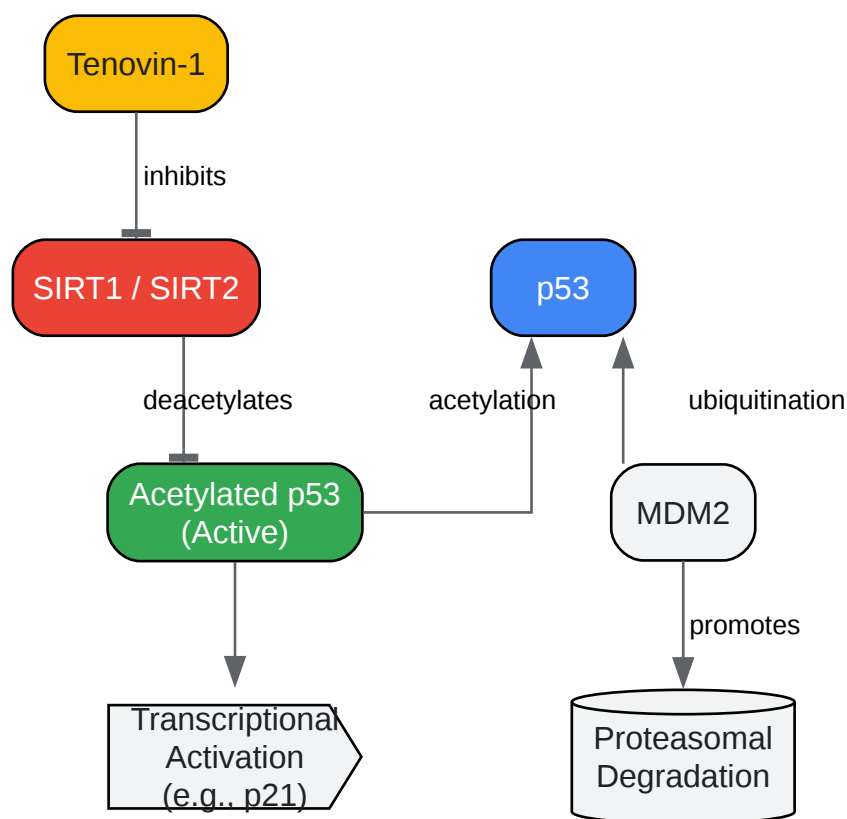 Tenovin-1
inhibits
SIRT1 / SIRT2
p53
deacetylates
acetylation
ubiquitination
Acetylated p53
(Active)
MDM2
promotes
Transcriptional
Activation
(e.g., p21)
Proteasomal
Degradation